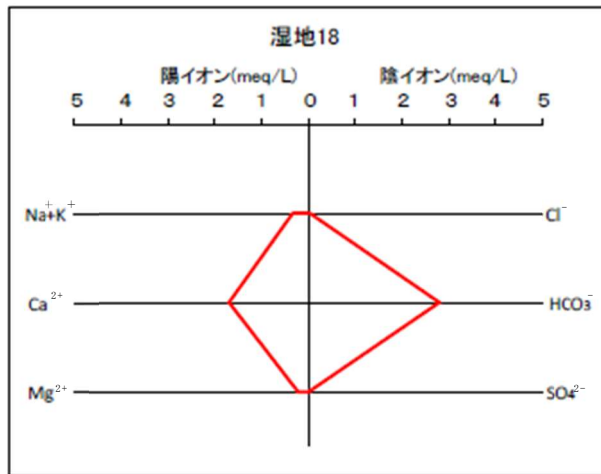 湿地18
陽イオン(meq/L) 陰イオン(meq/L)
5 4 3 2 1 0 1 2 3 4 5
Na⁺+K⁺ Cl⁻
Ca²⁺ HCO₃⁻
Mg²⁺ SO₄²⁻